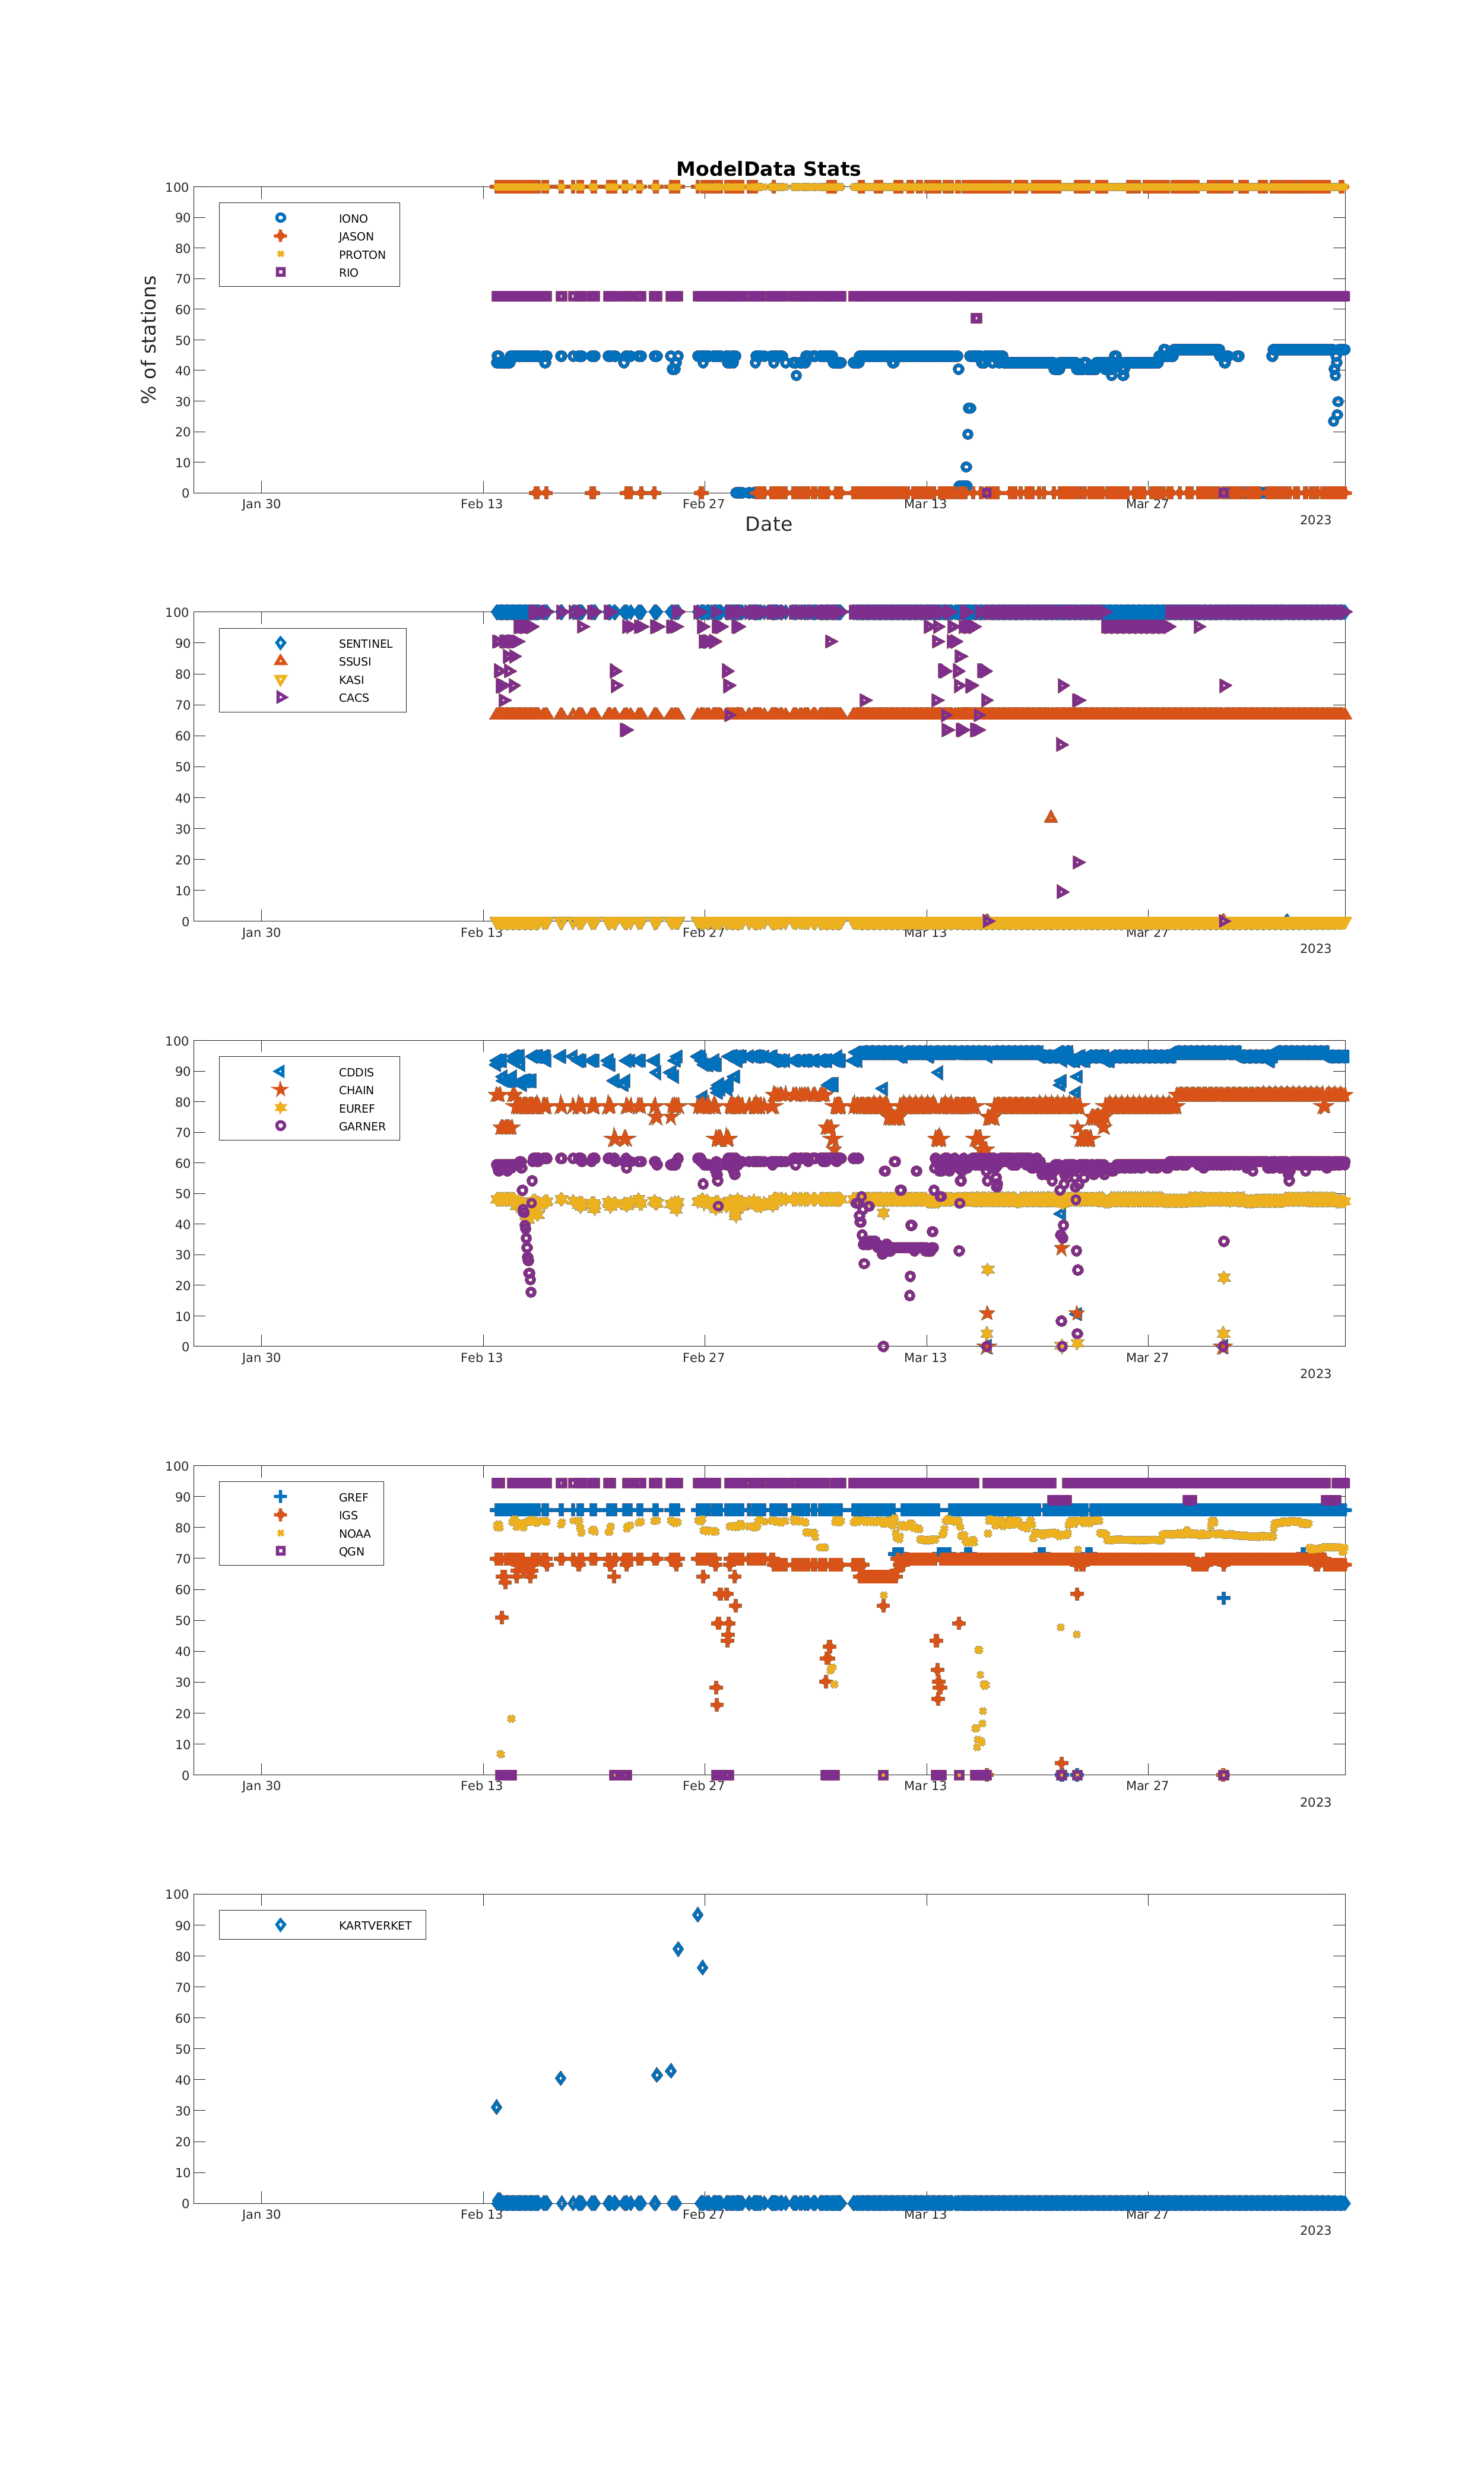 ModelData Stats
100
90
80
70
60
50
40
30
20
10
0
% of stations
IONO
JASON
PROTON
RIO
Jan 30
Feb 13
Feb 27
Mar 13
Mar 27
2023
Date
100
90
80
70
60
50
40
30
20
10
0
SENTINEL
SSUSI
KASI
CACS
Jan 30
Feb 13
Feb 27
Mar 13
Mar 27
2023
100
90
80
70
60
50
40
30
20
10
0
CDDIS
CHAIN
EUREF
GARNER
Jan 30
Feb 13
Feb 27
Mar 13
Mar 27
2023
100
90
80
70
60
50
40
30
20
10
0
GREF
IGS
NOAA
QGN
Jan 30
Feb 13
Feb 27
Mar 13
Mar 27
2023
100
90
80
70
60
50
40
30
20
10
0
KARTVERKET
Jan 30
Feb 13
Feb 27
Mar 13
Mar 27
2023